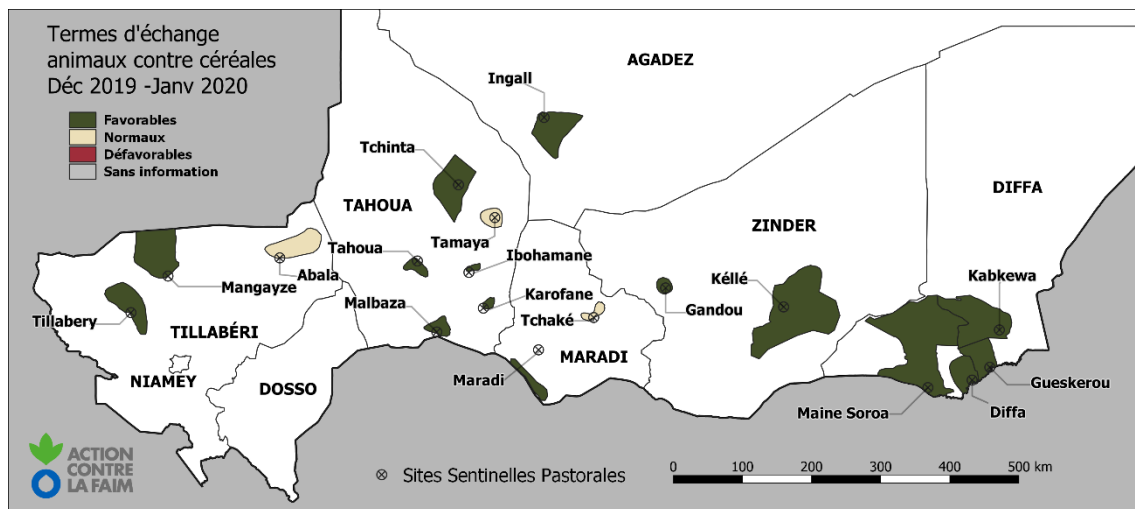 Termes d'échange
animaux contre céréales
Déc 2019 -Janv 2020
Favorables
Normaux
Défavorables
Sans information
AGADEZ
Ingall
Tchinta
DIFFA
TAHOUA
ZINDER
Tamaya
Tahoua
Ibohamane
Kabkewa
Abala
Kéllé
Mangayze
Karofane
Gandou
Malbaza
Tillabery
Tchaké
TILLABÉRI
MARADI
Maradi
NIAMEY
DOSSO
Gueskerou
Maine Soroa
Diffa
ACTION
CONTRE
LA FAIM
Sites Sentinelles Pastorales
0 100 200 300 400 500 km